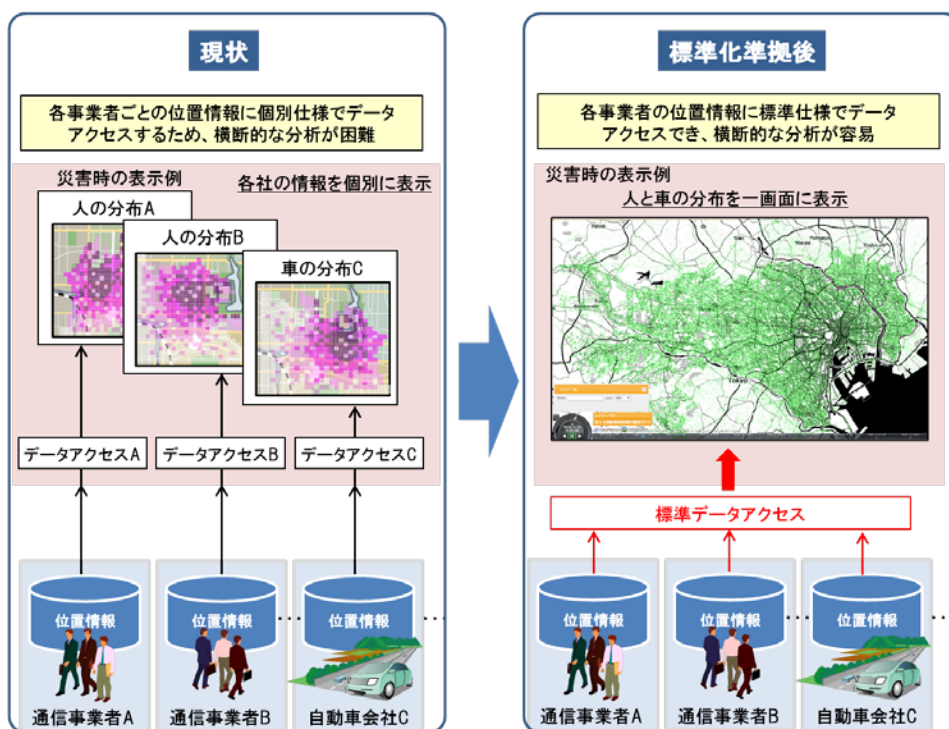 現状
各事業者ごとの位置情報に個別仕様でデータ
アクセスするため、横断的な分析が困難
災害時の表示例
各社の情報を個別に表示
人の分布A
人の分布B
車の分布C
データアクセスA
データアクセスB
データアクセスC
位置情報
位置情報
位置情報
通信事業者A
通信事業者B
自動車会社C
標準化準拠後
各事業者の位置情報に標準仕様でデータ
アクセスでき、横断的な分析が容易
災害時の表示例
人と車の分布を一画面に表示
Tokyo
標準データアクセス
位置情報
位置情報
位置情報
通信事業者A
通信事業者B
自動車会社C